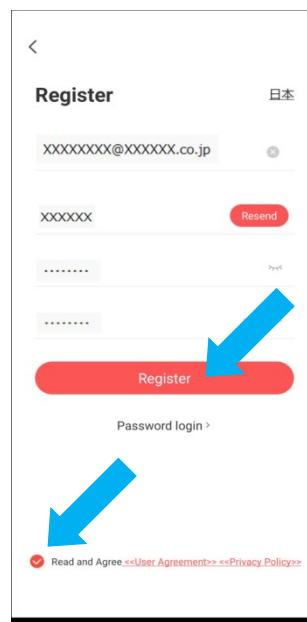 Register
日本
XXXXXXXX@XXXXXX.co.jp
XXXXXX
Resend
........
........
Register
Password login >
Read and Agree <<User Agreement>> <<Privacy Policy>>